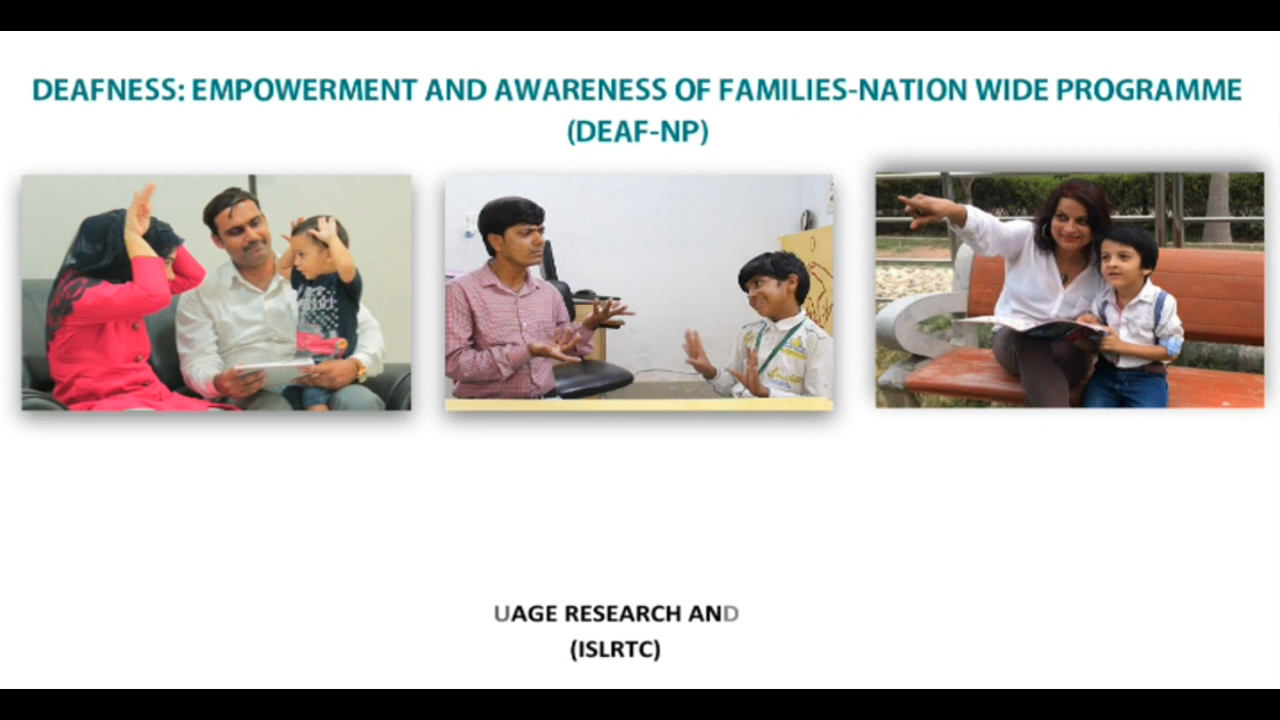 DEAFNESS: EMPOWERMENT AND AWARENESS OF FAMILIES-NATION WIDE PROGRAMME
(DEAF-NP)
UAGE RESEARCH AND
(ISLRTC)